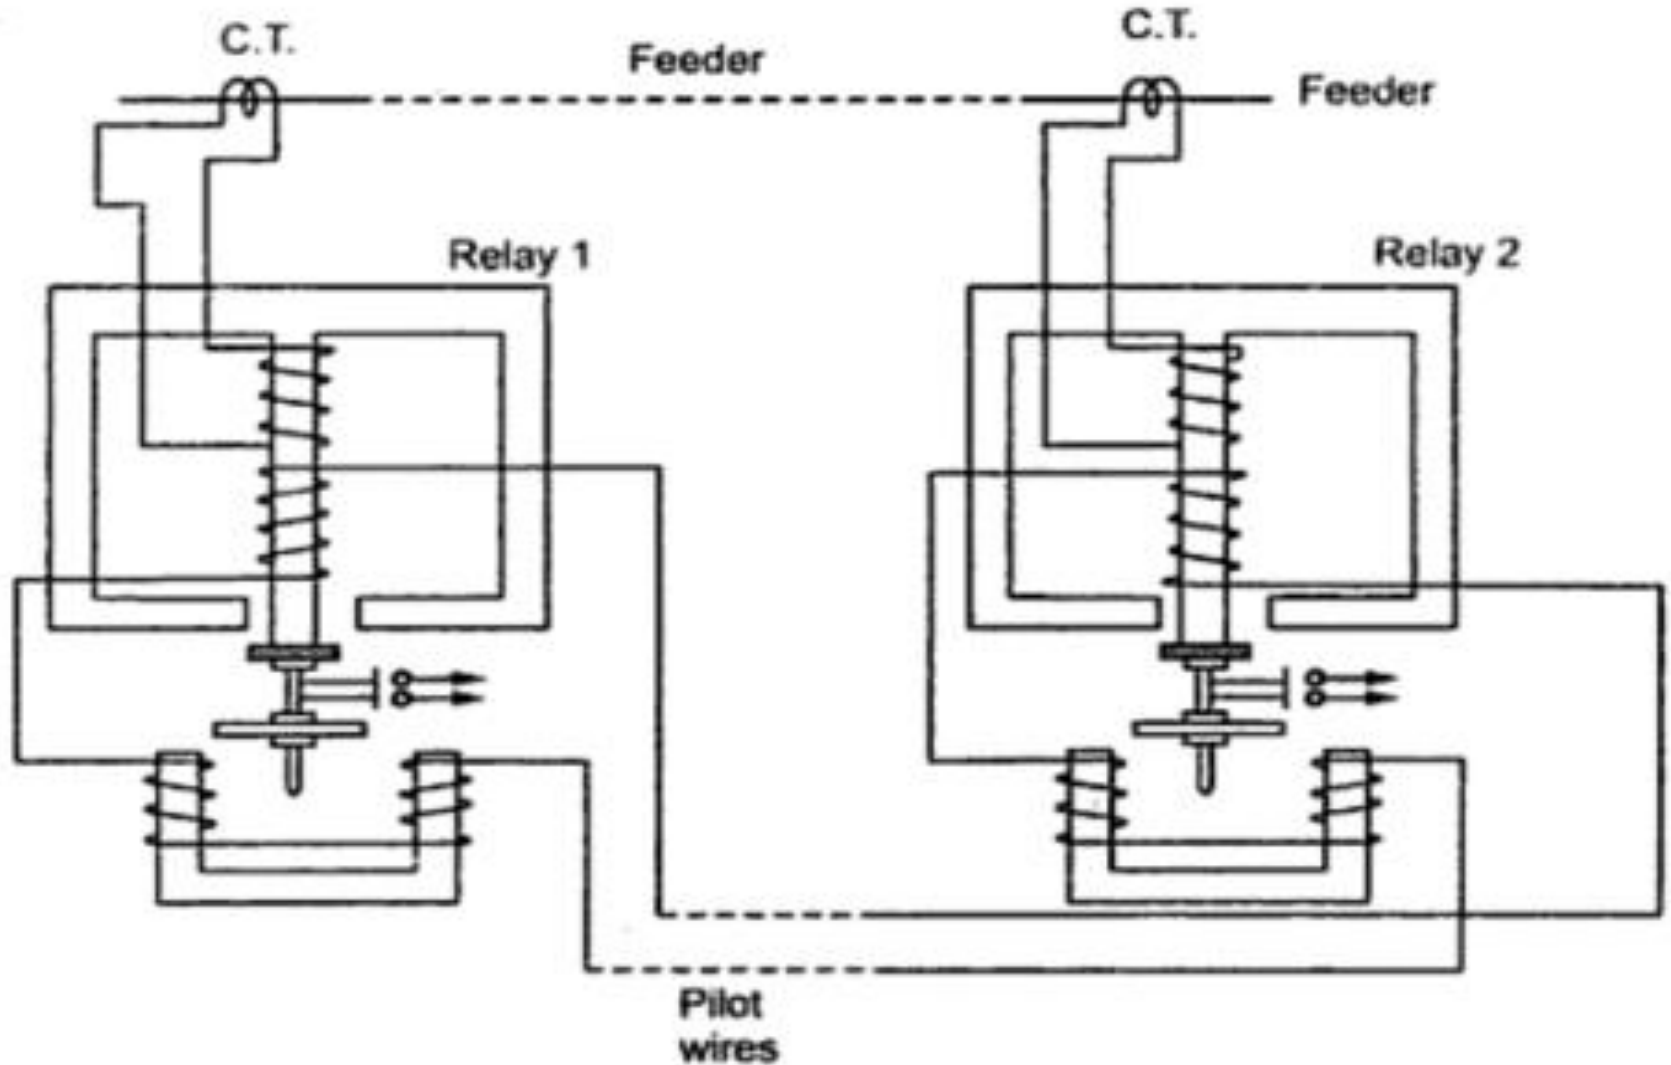 C.T.
C.T.
Feeder
Feeder
Relay 1
Relay 2
Pilot
wires